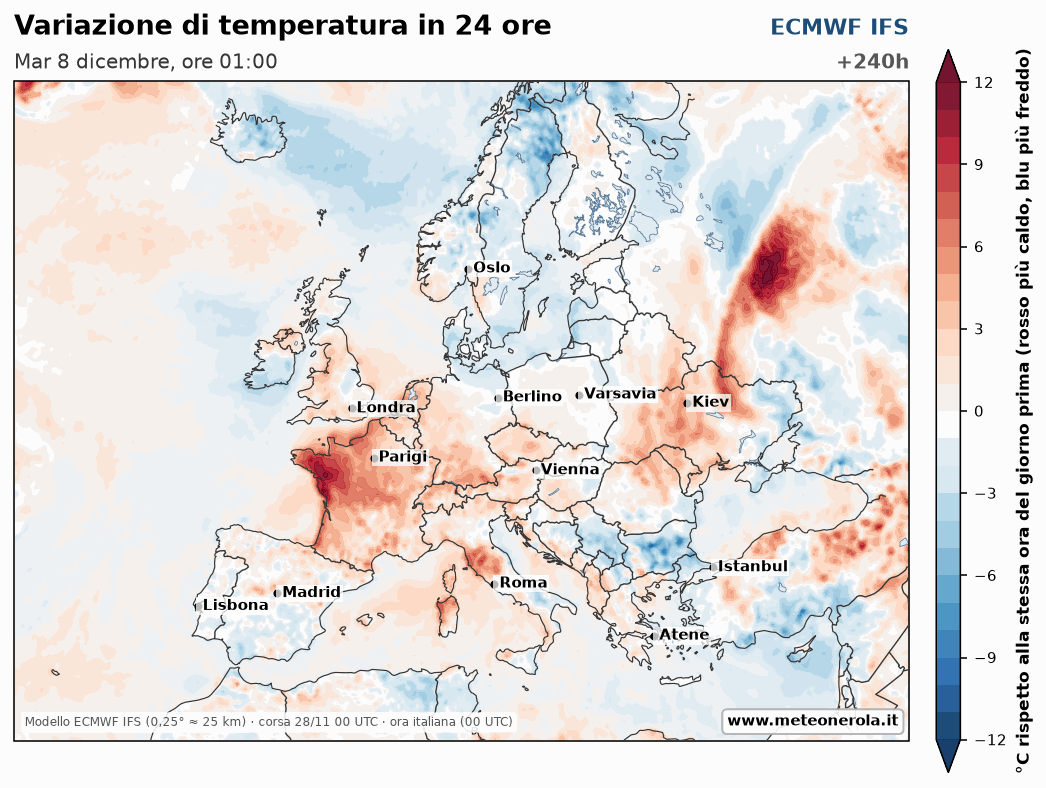 Variazione di temperatura in 24 ore
ECMWF IFS
Mar 8 dicembre, ore 01:00
+240h
Oslo
Berlino
Varsavia
Kiev
Londra
Parigi
Vienna
Istanbul
Roma
Madrid
Lisbona
Atene
Modello ECMWF IFS (0,25° ≈ 25 km) · corsa 28/11 00 UTC · ora italiana (00 UTC)
www.meteonerola.it
12
9
6
3
0
−3
−6
−9
−12
°C rispetto alla stessa ora del giorno prima (rosso più caldo, blu più freddo)